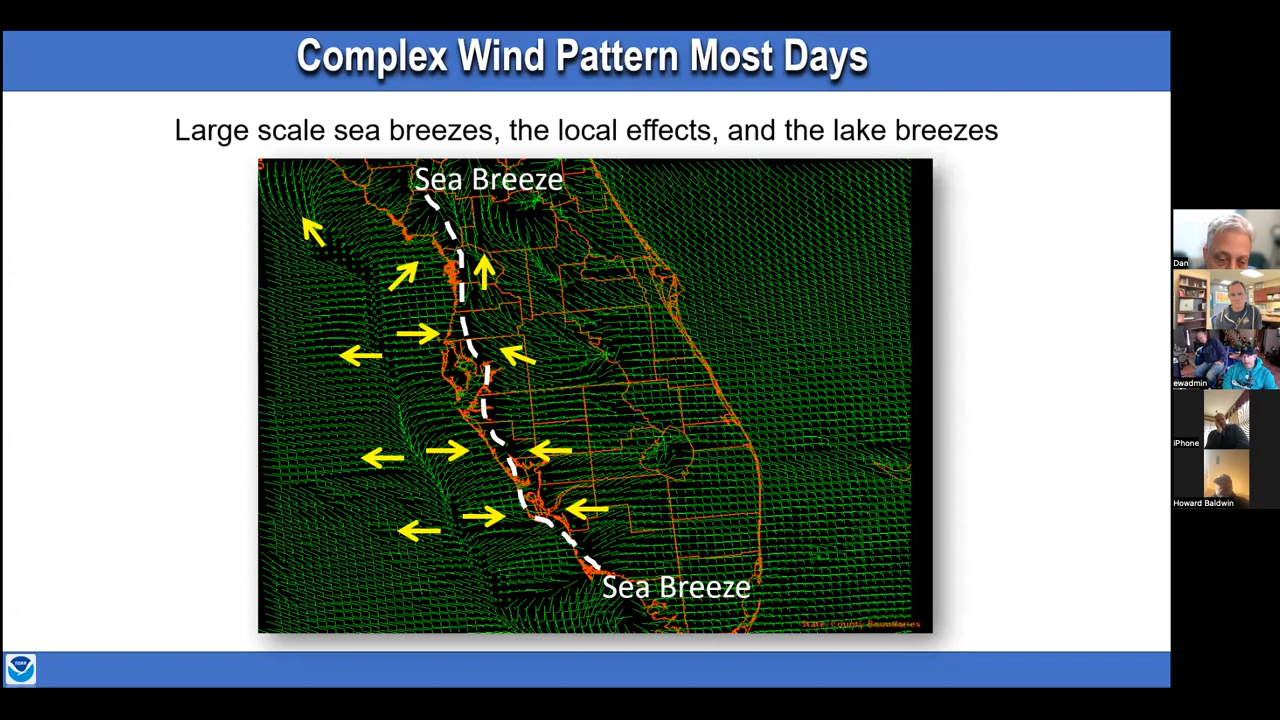 Complex Wind Pattern Most Days
Large scale sea breezes, the local effects, and the lake breezes
Sea Breeze
Sea Breeze
State County Boundaries
NOAA
Dan
ewadmin
iPhone
Howard Baldwin